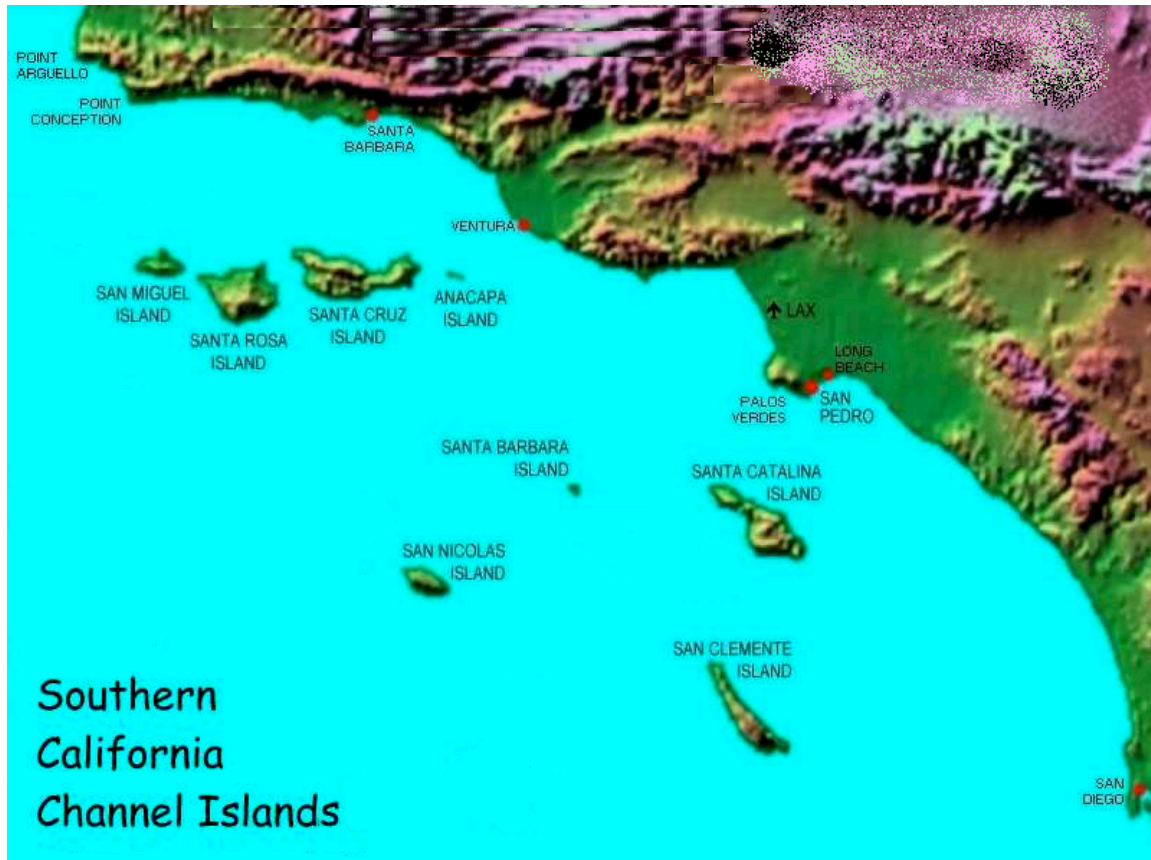 POINT
ARGUELLO
POINT
CONCEPTION
SANTA
BARBARA
VENTURA
SAN MIGUEL
ISLAND
SANTA ROSA
ISLAND
SANTA CRUZ
ISLAND
ANACAPA
ISLAND
LAX
LONG
BEACH
PALOS
VERDES
SAN
PEDRO
SANTA BARBARA
ISLAND
SANTA CATALINA
ISLAND
SAN NICOLAS
ISLAND
SAN CLEMENTE
ISLAND
SAN
DIEGO
Southern
California
Channel Islands